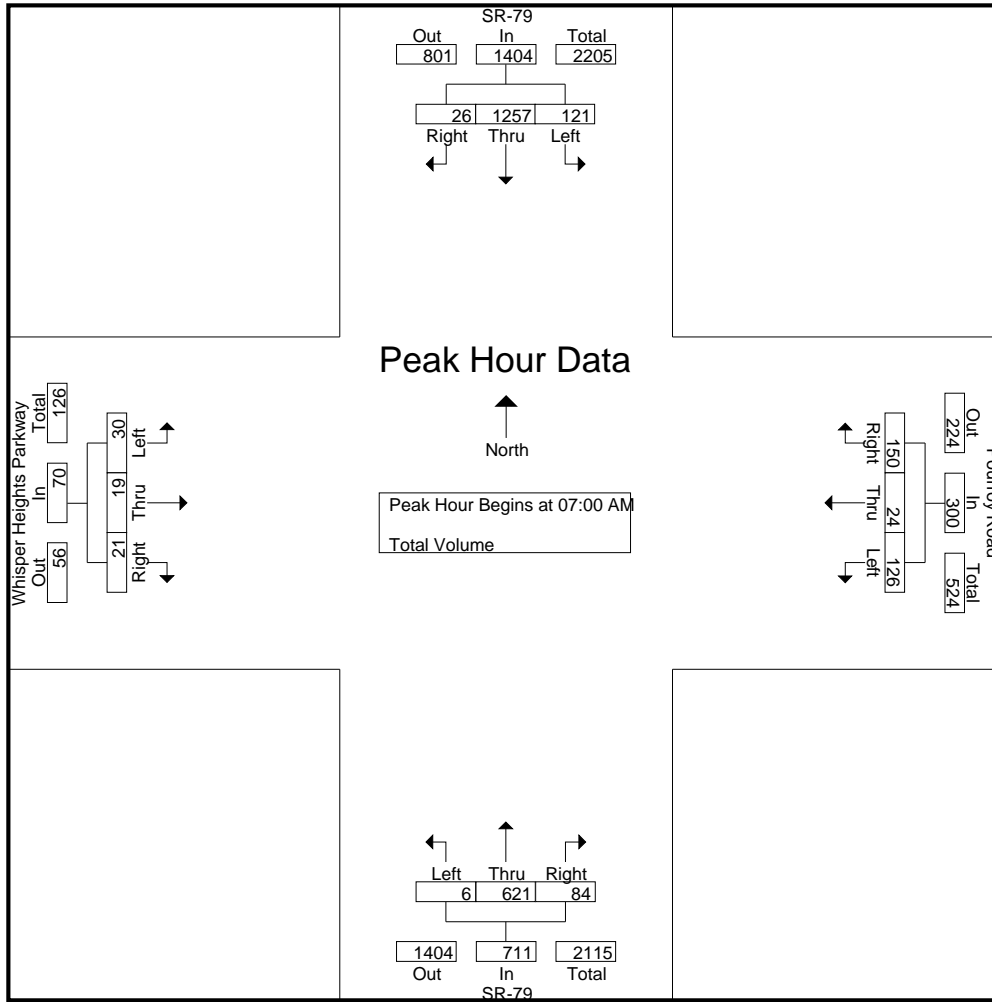 SR-79
Out In Total
801 1404 2205
26 1257 121
Right Thru Left
Peak Hour Data
North
Peak Hour Begins at 07:00 AM
Total Volume
Whisper Heights Parkway
Total In Out
126 70 56
30 19 21
Left Thru Right
Right Thru Left
150 24 126
224 300 524
Out In Total
Road
Left Thru Right
6 621 84
1404 711 2115
Out In Total
SR-79